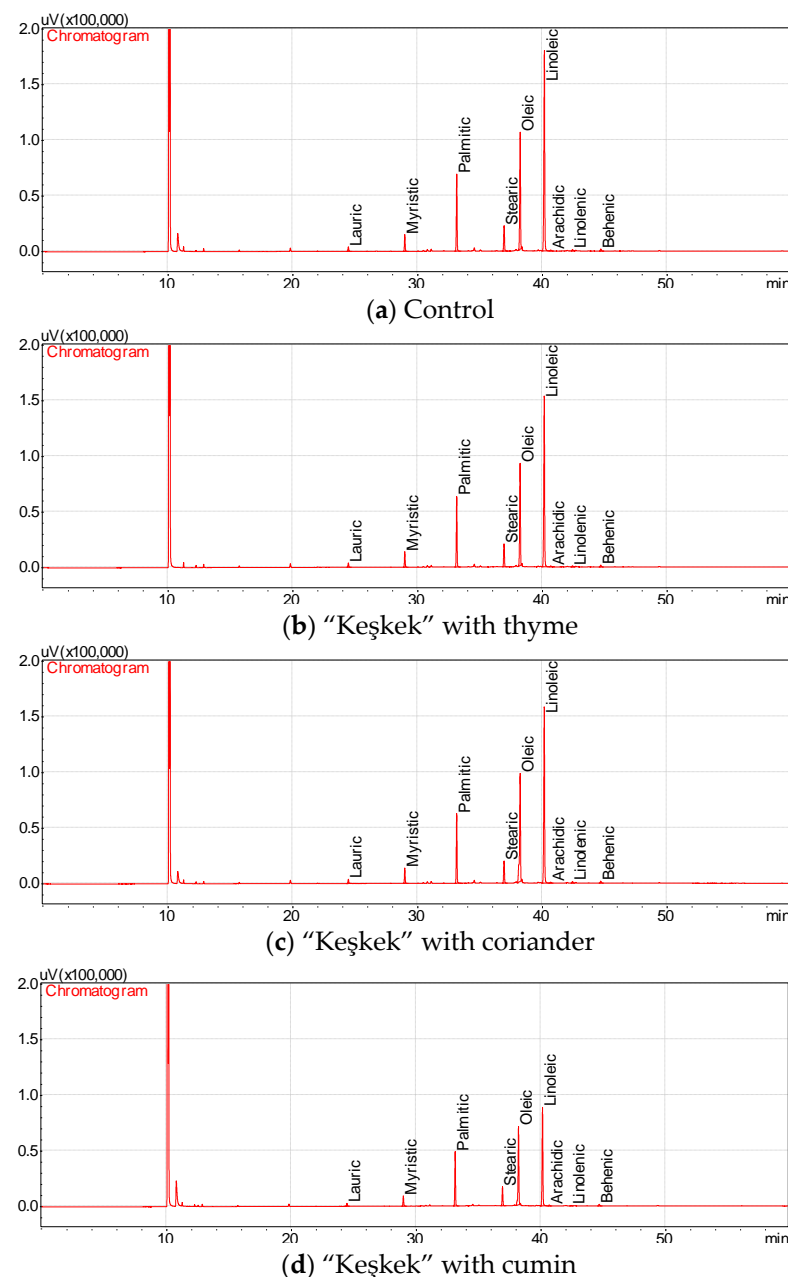 uV(x100,000)
2.0
Chromatogram
1.5
1.0
0.5
0.0
Lauric
Myristic
Palmitic
Stearic
Oleic
Linoleic
Arachidic
Linolenic
Behenic
10
20
30
40
50
min
(a) Control
uV(x100,000)
2.0
Chromatogram
1.5
1.0
0.5
0.0
Lauric
Myristic
Palmitic
Stearic
Oleic
Linoleic
Arachidic
Linolenic
Behenic
10
20
30
40
50
min
(b) “Keşkek” with thyme
uV(x100,000)
2.0
Chromatogram
1.5
1.0
0.5
0.0
Lauric
Myristic
Palmitic
Stearic
Oleic
Linoleic
Arachidic
Linolenic
Behenic
10
20
30
40
50
min
(c) “Keşkek” with coriander
uV(x100,000)
2.0
Chromatogram
1.5
1.0
0.5
0.0
Lauric
Myristic
Palmitic
Stearic
Oleic
Linoleic
Arachidic
Linolenic
Behenic
10
20
30
40
50
min
(d) “Keşkek” with cumin